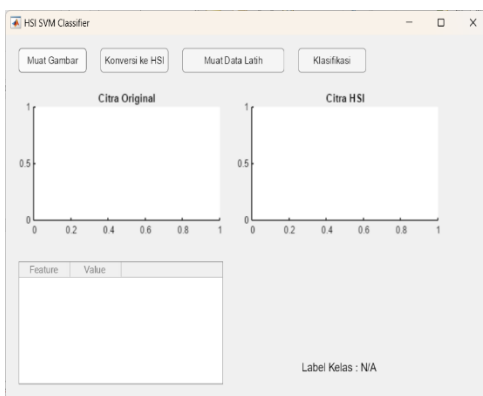 HSI SVM Classifier
Muat Gambar Konversi ke HSI Muat Data Latih Klasifikasi
Citra Original Citra HSI
1 1
0.5 0.5
0 0
0 0.2 0.4 0.6 0.8 1 0 0.2 0.4 0.6 0.8 1
Feature Value
Label Kelas : N/A